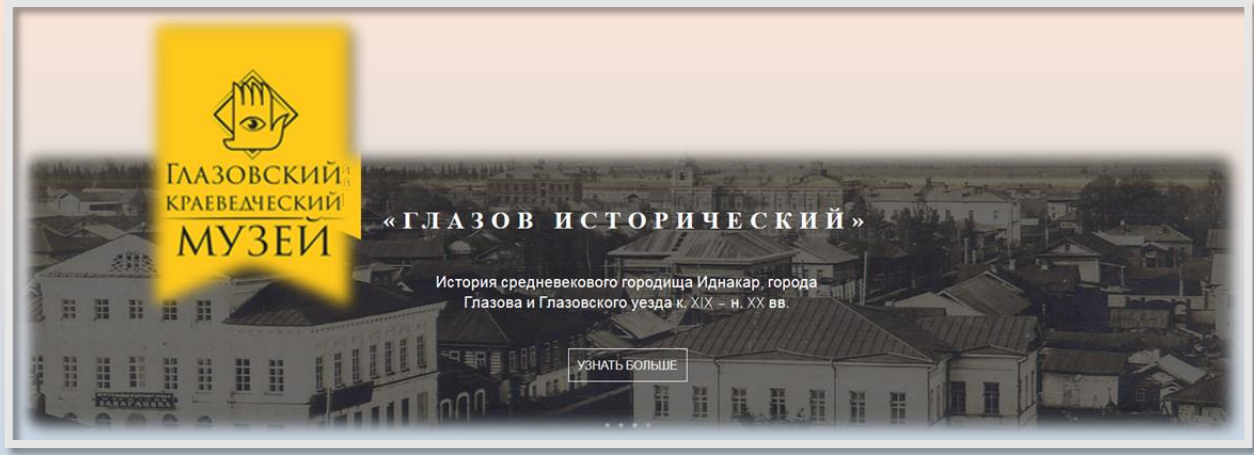 ГЛАЗОВСКИЙ
КРАЕВЕДЧЕСКИЙ
МУЗЕЙ
«ГЛАЗОВ ИСТОРИЧЕСКИЙ»
История средневекового городища Иднакар, города
Глазова и Глазовского уезда к. XIX – н. XX вв.
УЗНАТЬ БОЛЬШЕ